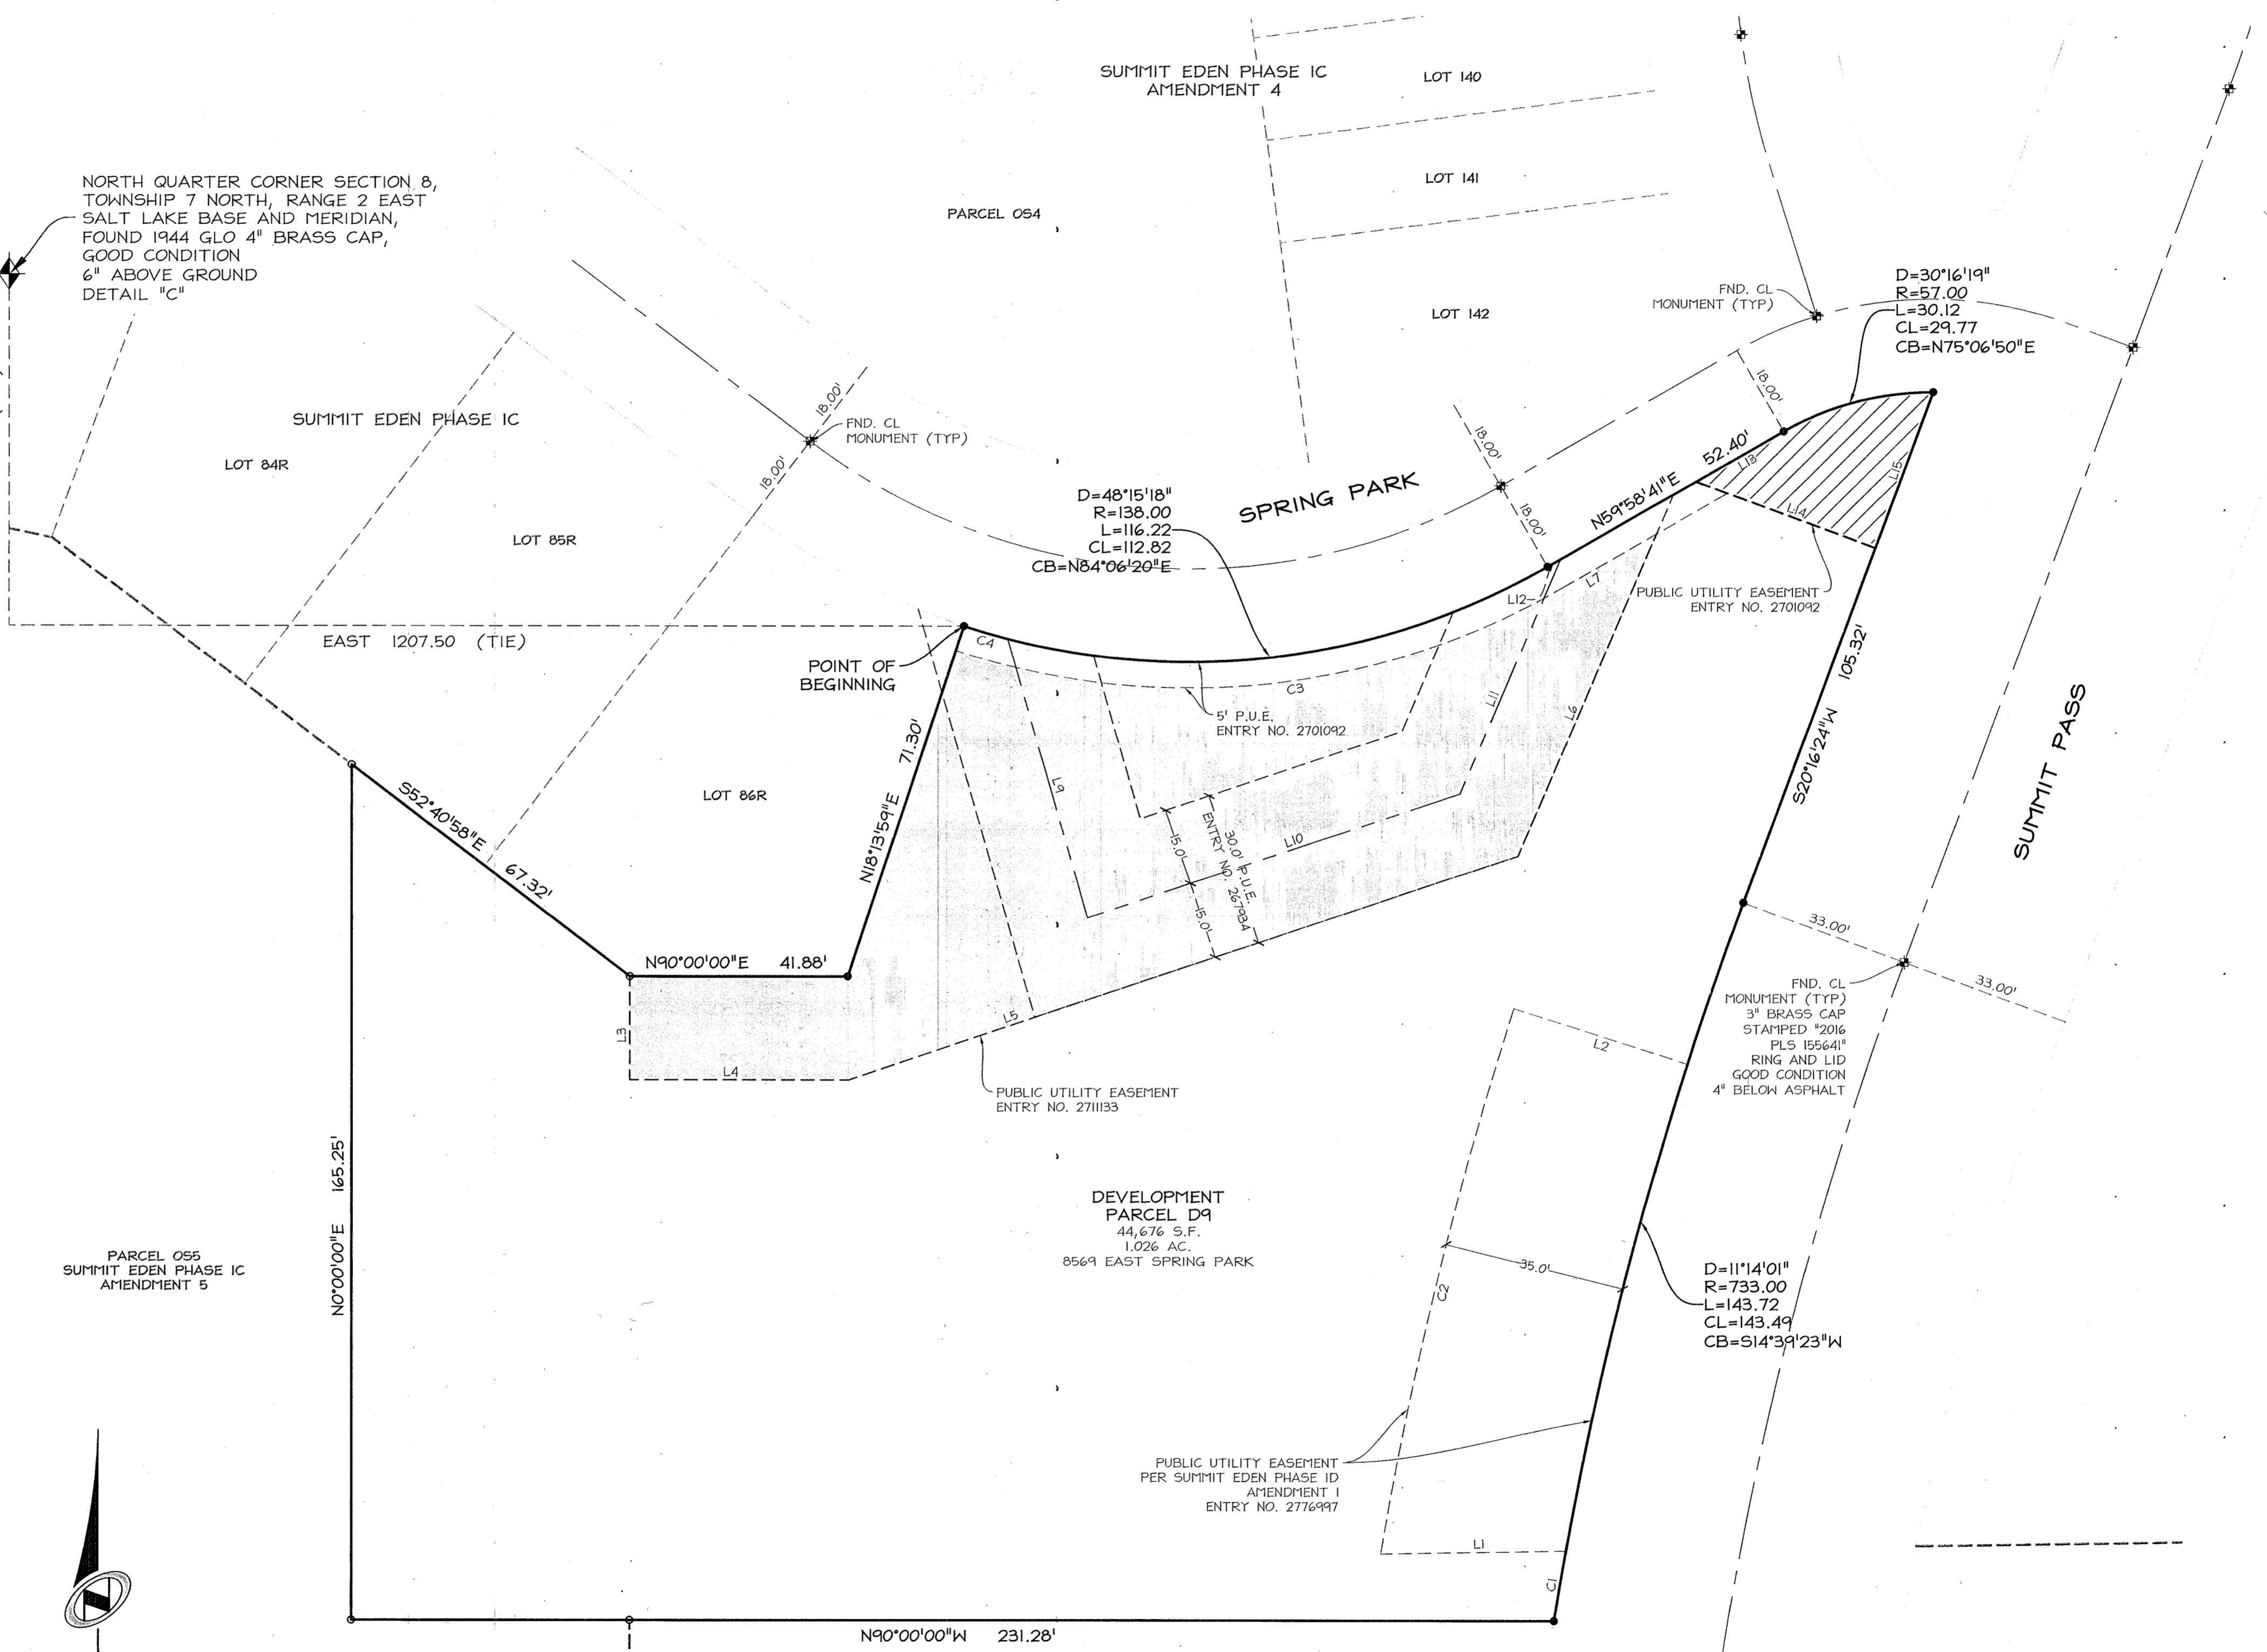 SUMMIT EDEN PHASE 1C
AMENDMENT 4
LOT 140
LOT 141
LOT 142
PARCEL OS4
NORTH QUARTER CORNER SECTION 8,
TOWNSHIP 7 NORTH, RANGE 2 EAST
SALT LAKE BASE AND MERIDIAN,
FOUND 1944 GLO 4" BRASS CAP,
GOOD CONDITION
6" ABOVE GROUND
DETAIL "C"
FND. CL
MONUMENT (TYP)
D=30°16'19"
R=57.00
L=30.12
CL=29.77
CB=N75°06'50"E
SUMMIT EDEN PHASE 1C
LOT 84R
LOT 85R
18.00'
18.00'
FND. CL
MONUMENT (TYP)
D=48°15'18"
R=138.00
L=116.22
CL=112.82
CB=N84°06'20"E
SPRING PARK
18.00'
18.00'
18.00'
N59°58'41"E
52.40'
L13
L14
L15
PUBLIC UTILITY EASEMENT
ENTRY NO. 2701092
EAST 1207.50 (TIE)
POINT OF
BEGINNING
C4
C3
L12
L7
5' P.U.E.
ENTRY NO. 2701092
L11
L6
L9
L10
15.0'
15.0'
30.0' P.U.E.
ENTRY NO. 267934
S20°16'24"W
105.32'
SUMMIT PASS
LOT 86R
S52°40'58"E
67.32'
N18°13'59"E
71.30'
N90°00'00"E 41.88'
L3
L4
L5
PUBLIC UTILITY EASEMENT
ENTRY NO. 2711133
33.00'
33.00'
FND. CL
MONUMENT (TYP)
3" BRASS CAP
STAMPED "2016
PLS 155641"
RING AND LID
GOOD CONDITION
4" BELOW ASPHALT
L2
N0°00'00"E 165.25'
PARCEL OS5
SUMMIT EDEN PHASE 1C
AMENDMENT 5
DEVELOPMENT
PARCEL D9
44,676 S.F.
1.026 AC.
8569 EAST SPRING PARK
35.0'
C2
D=11°14'01"
R=733.00
L=143.72
CL=143.49
CB=S14°39'23"W
PUBLIC UTILITY EASEMENT
PER SUMMIT EDEN PHASE 1D
AMENDMENT 1
ENTRY NO. 2776997
L1
C1
N
N90°00'00"W 231.28'